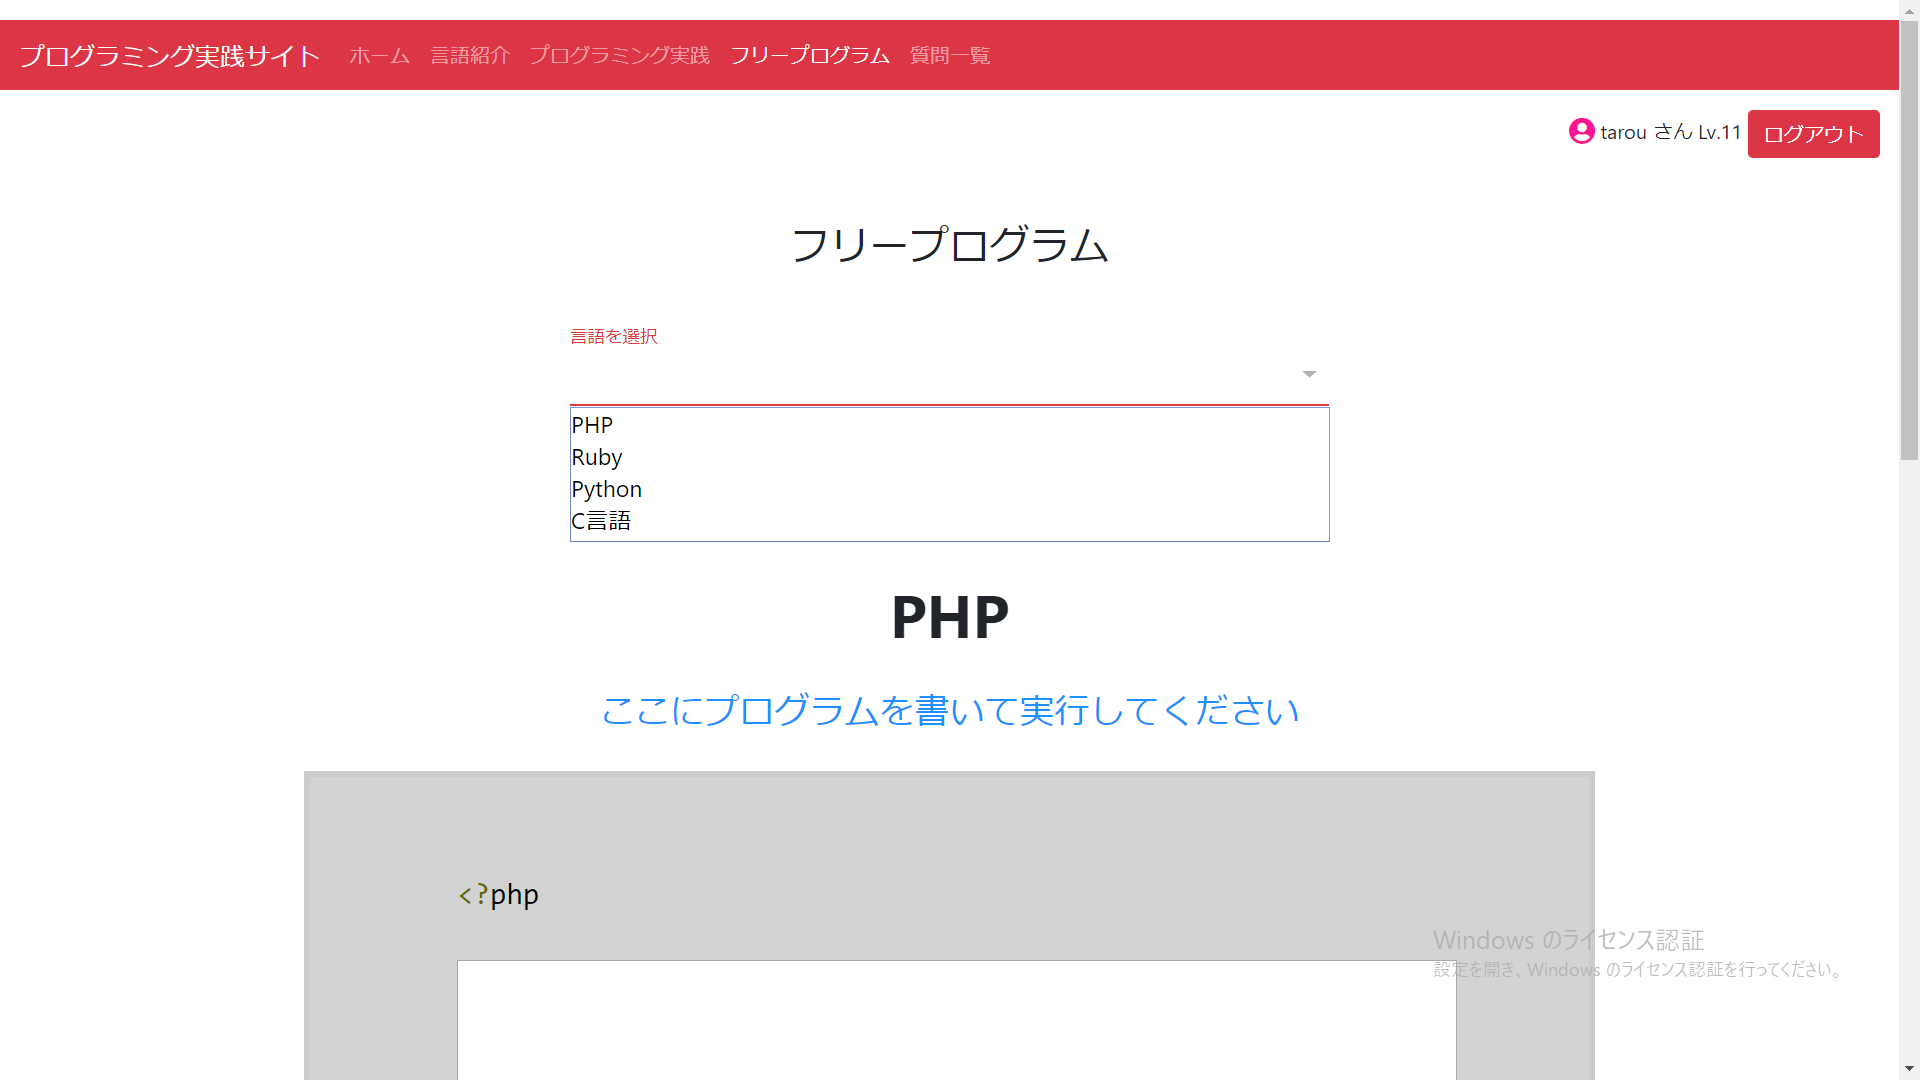 プログラミング実践サイト ホーム 言語紹介 プログラミング実践 フリープログラム 質問一覧
tarou さん Lv.11 ログアウト
フリープログラム
言語を選択
PHP
Ruby
Python
C言語
PHP
ここにプログラムを書いて実行してください
<?php
Windows のライセンス認証
設定を開き、Windows のライセンス認証を行ってください。